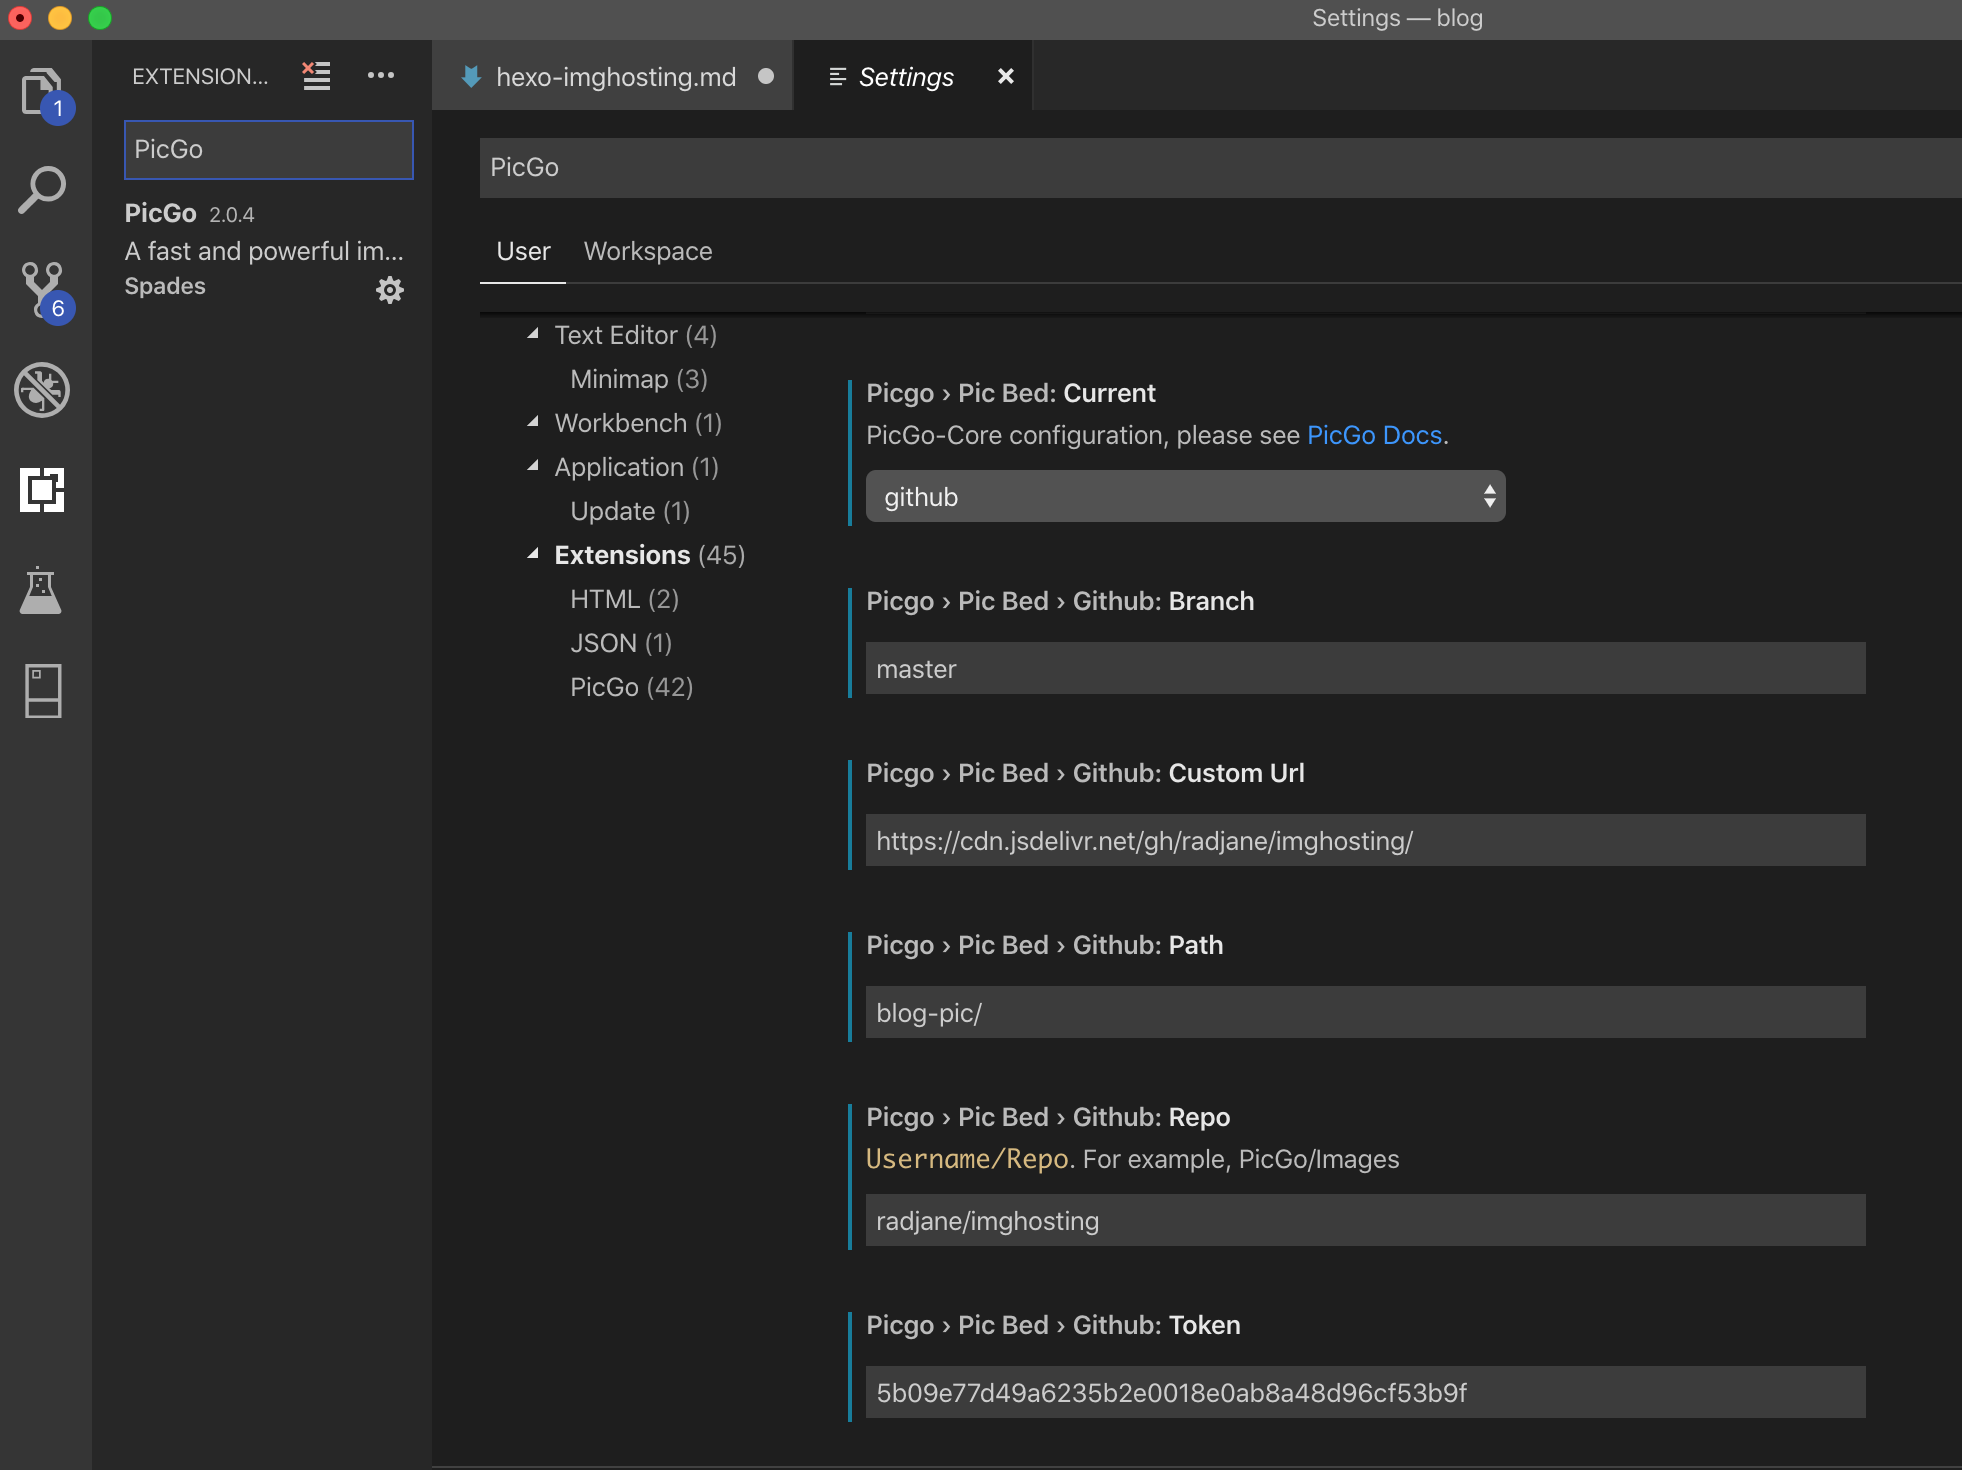 Settings — blog
EXTENSION...
hexo-imghosting.md
Settings
1
PicGo
PicGo
PicGo 2.0.4
A fast and powerful im...
Spades
6
User
Workspace
Text Editor (4)
Minimap (3)
Workbench (1)
Application (1)
Update (1)
Extensions (45)
HTML (2)
JSON (1)
PicGo (42)
Picgo › Pic Bed: Current
PicGo-Core configuration, please see PicGo Docs.
github
Picgo › Pic Bed › Github: Branch
master
Picgo › Pic Bed › Github: Custom Url
https://cdn.jsdelivr.net/gh/radjane/imghosting/
Picgo › Pic Bed › Github: Path
blog-pic/
Picgo › Pic Bed › Github: Repo
Username/Repo. For example, PicGo/Images
radjane/imghosting
Picgo › Pic Bed › Github: Token
5b09e77d49a6235b2e0018e0ab8a48d96cf53b9f